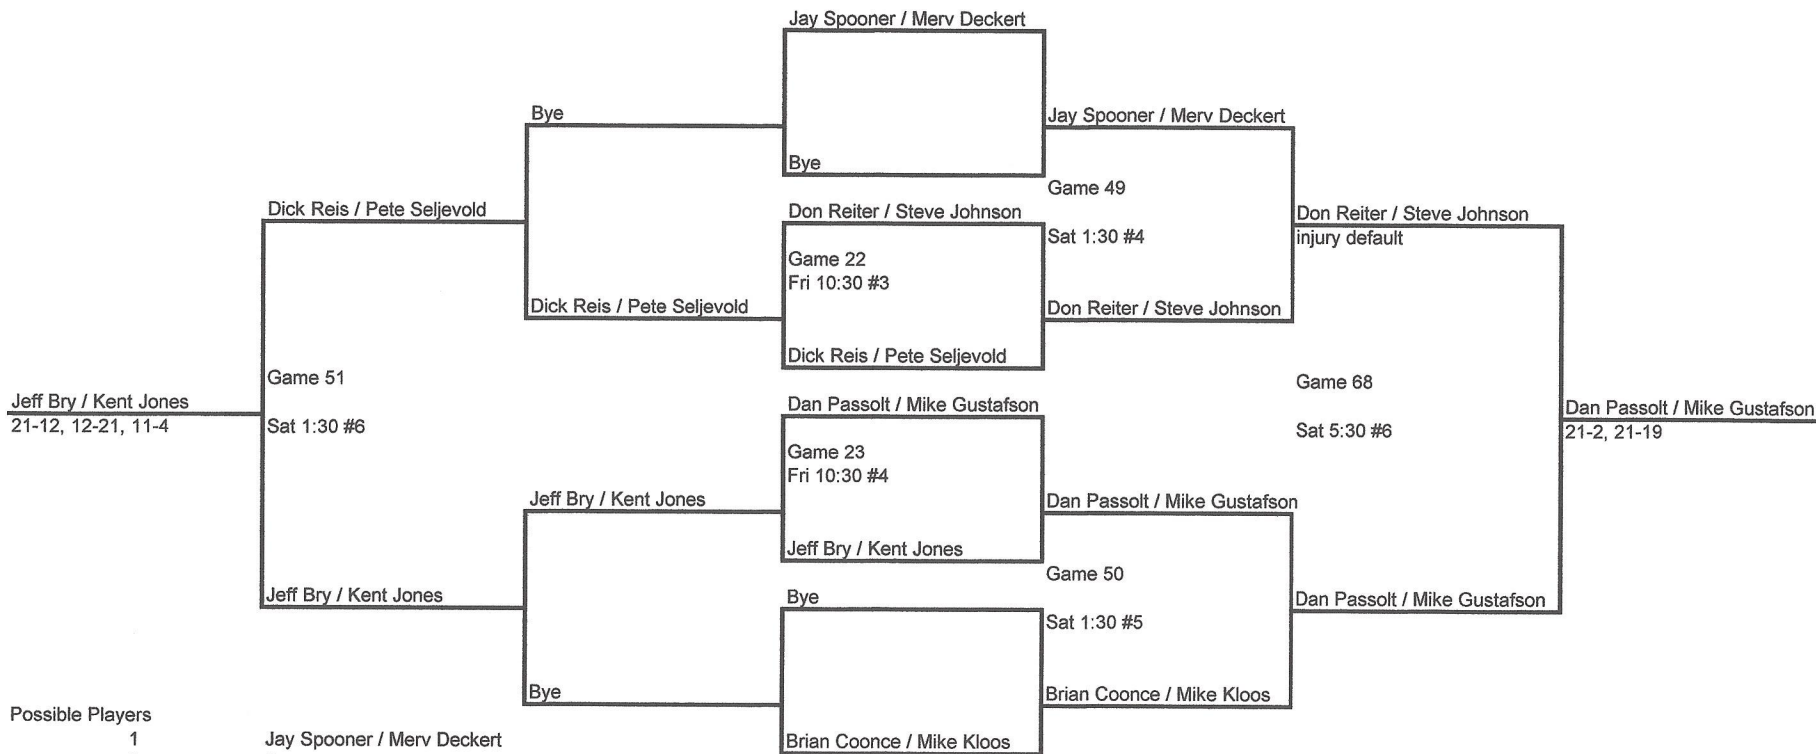 Jay Spooner / Merv Deckert
Bye
Jay Spooner / Merv Deckert
Bye
Game 49
Dick Reis / Pete Seljevold
Don Reiter / Steve Johnson
Don Reiter / Steve Johnson
Sat 1:30 #4
injury default
Game 22
Fri 10:30 #3
Dick Reis / Pete Seljevold
Don Reiter / Steve Johnson
Dick Reis / Pete Seljevold
Game 51
Game 68
Jeff Bry / Kent Jones
Dan Passolt / Mike Gustafson
Dan Passolt / Mike Gustafson
21-12, 12-21, 11-4
Sat 1:30 #6
Sat 5:30 #6
21-2, 21-19
Game 23
Fri 10:30 #4
Jeff Bry / Kent Jones
Dan Passolt / Mike Gustafson
Jeff Bry / Kent Jones
Game 50
Jeff Bry / Kent Jones
Bye
Dan Passolt / Mike Gustafson
Sat 1:30 #5
Bye
Brian Coonce / Mike Kloos
Possible Players
1
Jay Spooner / Merv Deckert
Brian Coonce / Mike Kloos